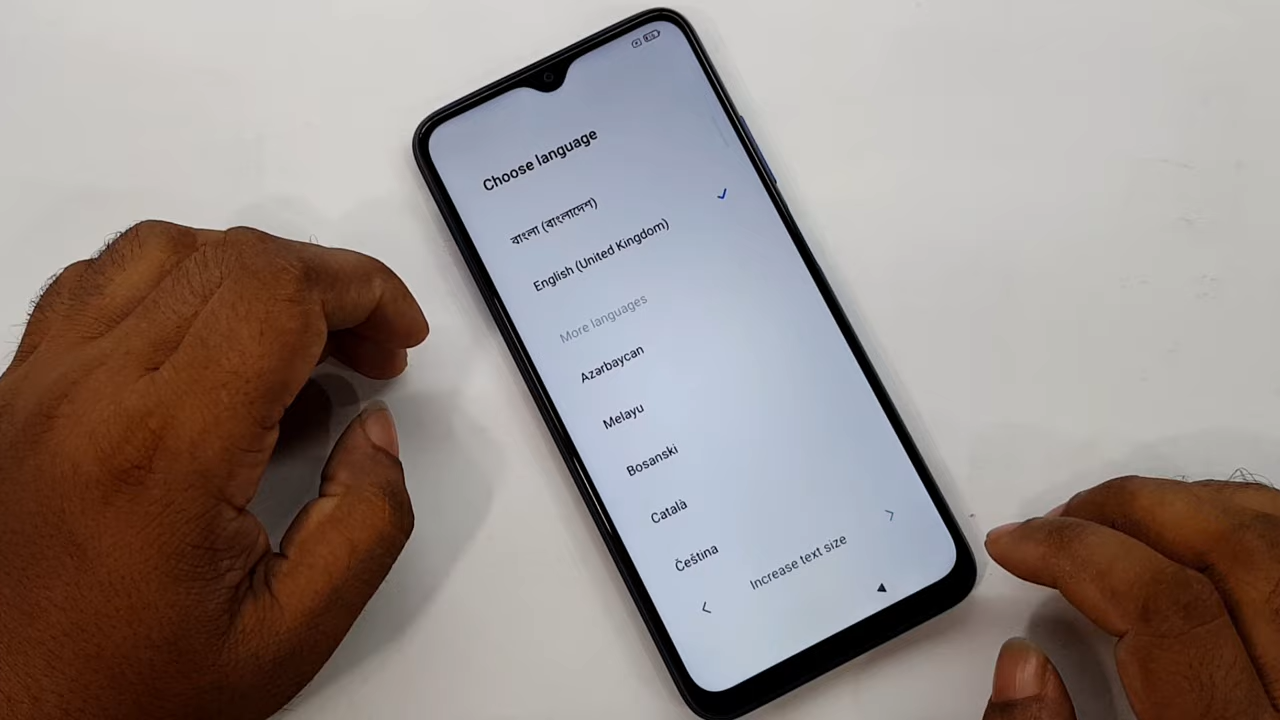 Choose language
বাংলা (বাংলাদেশ)
English (United Kingdom)
More languages
Azərbaycan
Melayu
Bosanski
Català
Čeština
Increase text size